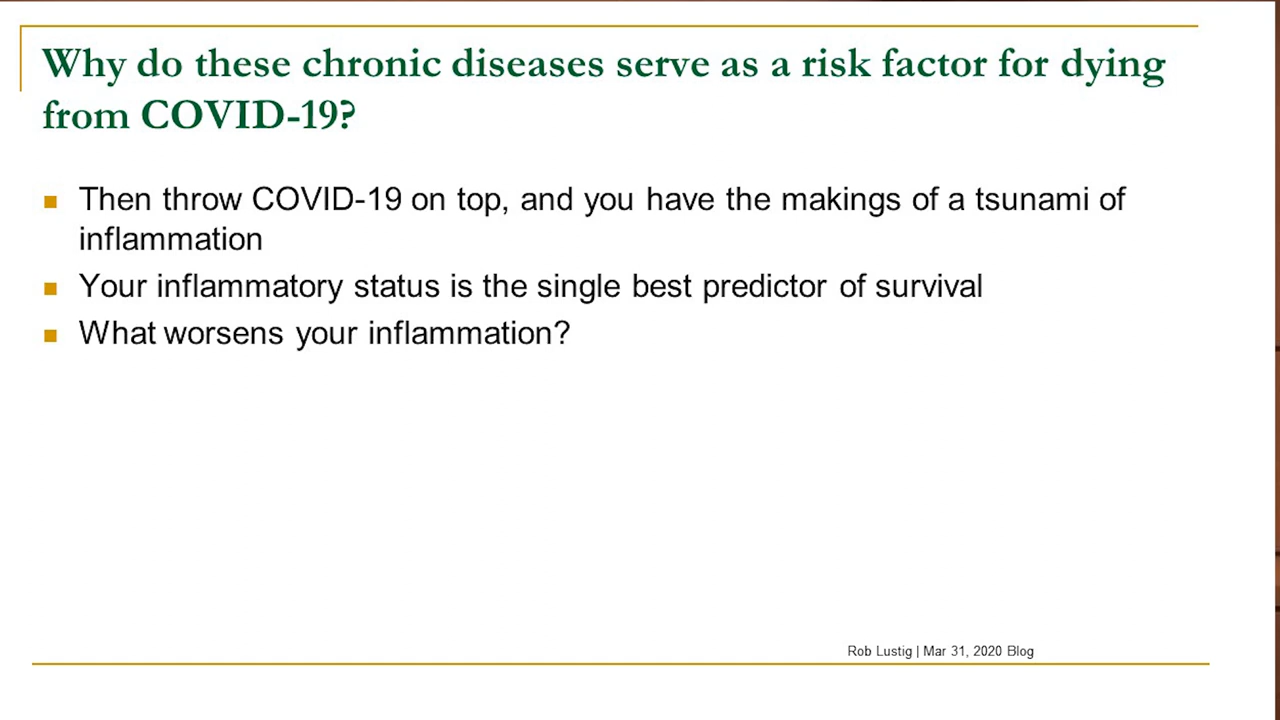 Why do these chronic diseases serve as a risk factor for dying
from COVID-19?
Then throw COVID-19 on top, and you have the makings of a tsunami of
inflammation
Your inflammatory status is the single best predictor of survival
What worsens your inflammation?
Rob Lustig | Mar 31, 2020 Blog